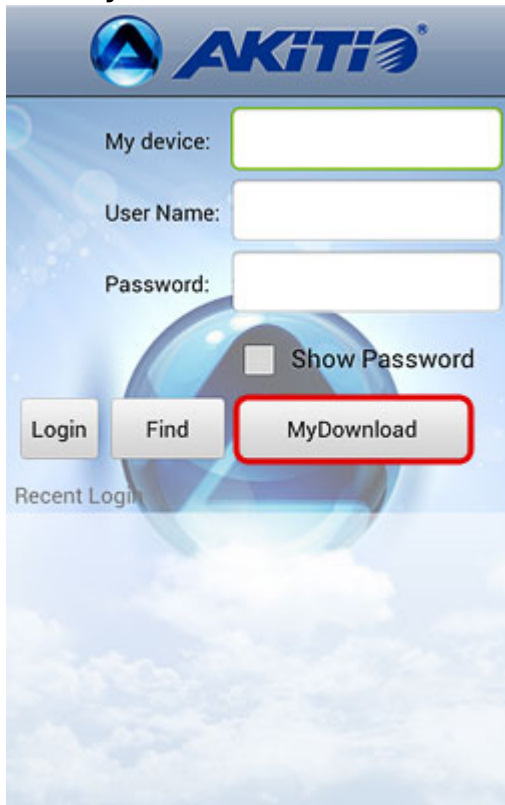 AKiTiO®
My device:
User Name:
Password:
Show Password
Login Find MyDownload
Recent Login